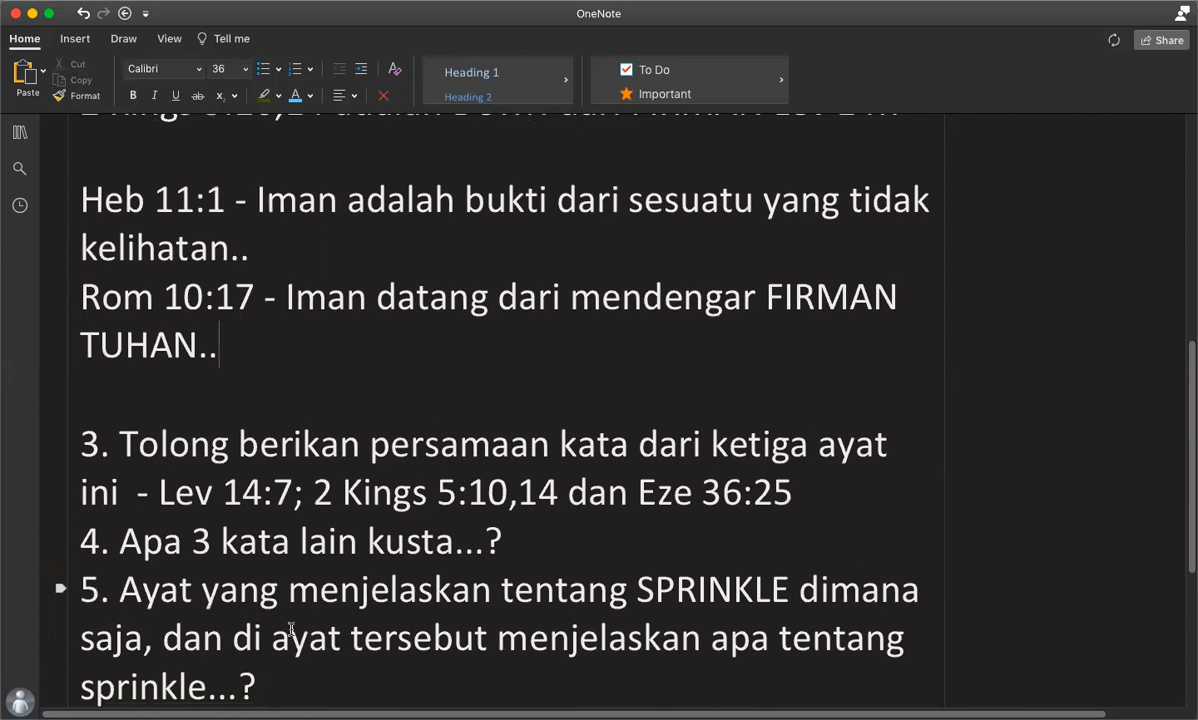 OneNote
Home Insert Draw View Tell me
Share
Paste
Cut
Copy
Format
Calibri 36
B I U ab X₂ A
Heading 1
Heading 2
To Do
Important
Heb 11:1 - Iman adalah bukti dari sesuatu yang tidak
kelihatan..
Rom 10:17 - Iman datang dari mendengar FIRMAN
TUHAN..
3. Tolong berikan persamaan kata dari ketiga ayat
ini - Lev 14:7; 2 Kings 5:10,14 dan Eze 36:25
4. Apa 3 kata lain kusta...?
5. Ayat yang menjelaskan tentang SPRINKLE dimana
saja, dan di ayat tersebut menjelaskan apa tentang
sprinkle...?